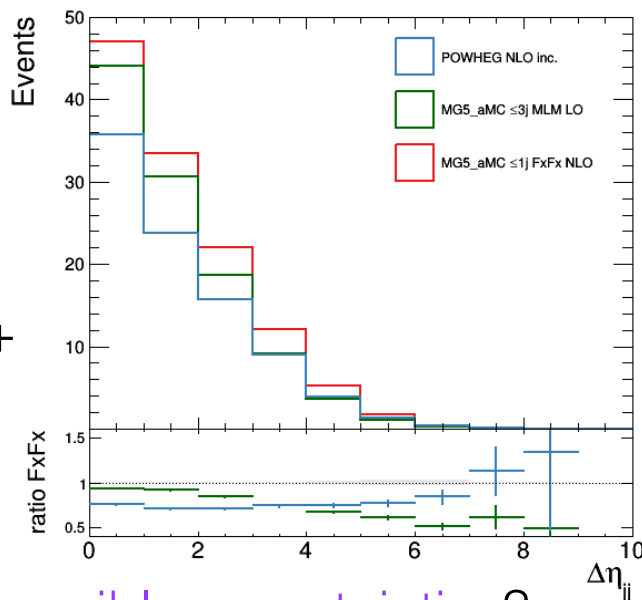 50
Events
POWHEG NLO inc.
40
MG5_aMC ≤3j MLM LO
MG5_aMC ≤1j FxFx NLO
30
20
+
10
ratio FxFx
1.5
1
0.5
0 2 4 6 8 10
Δη_jj